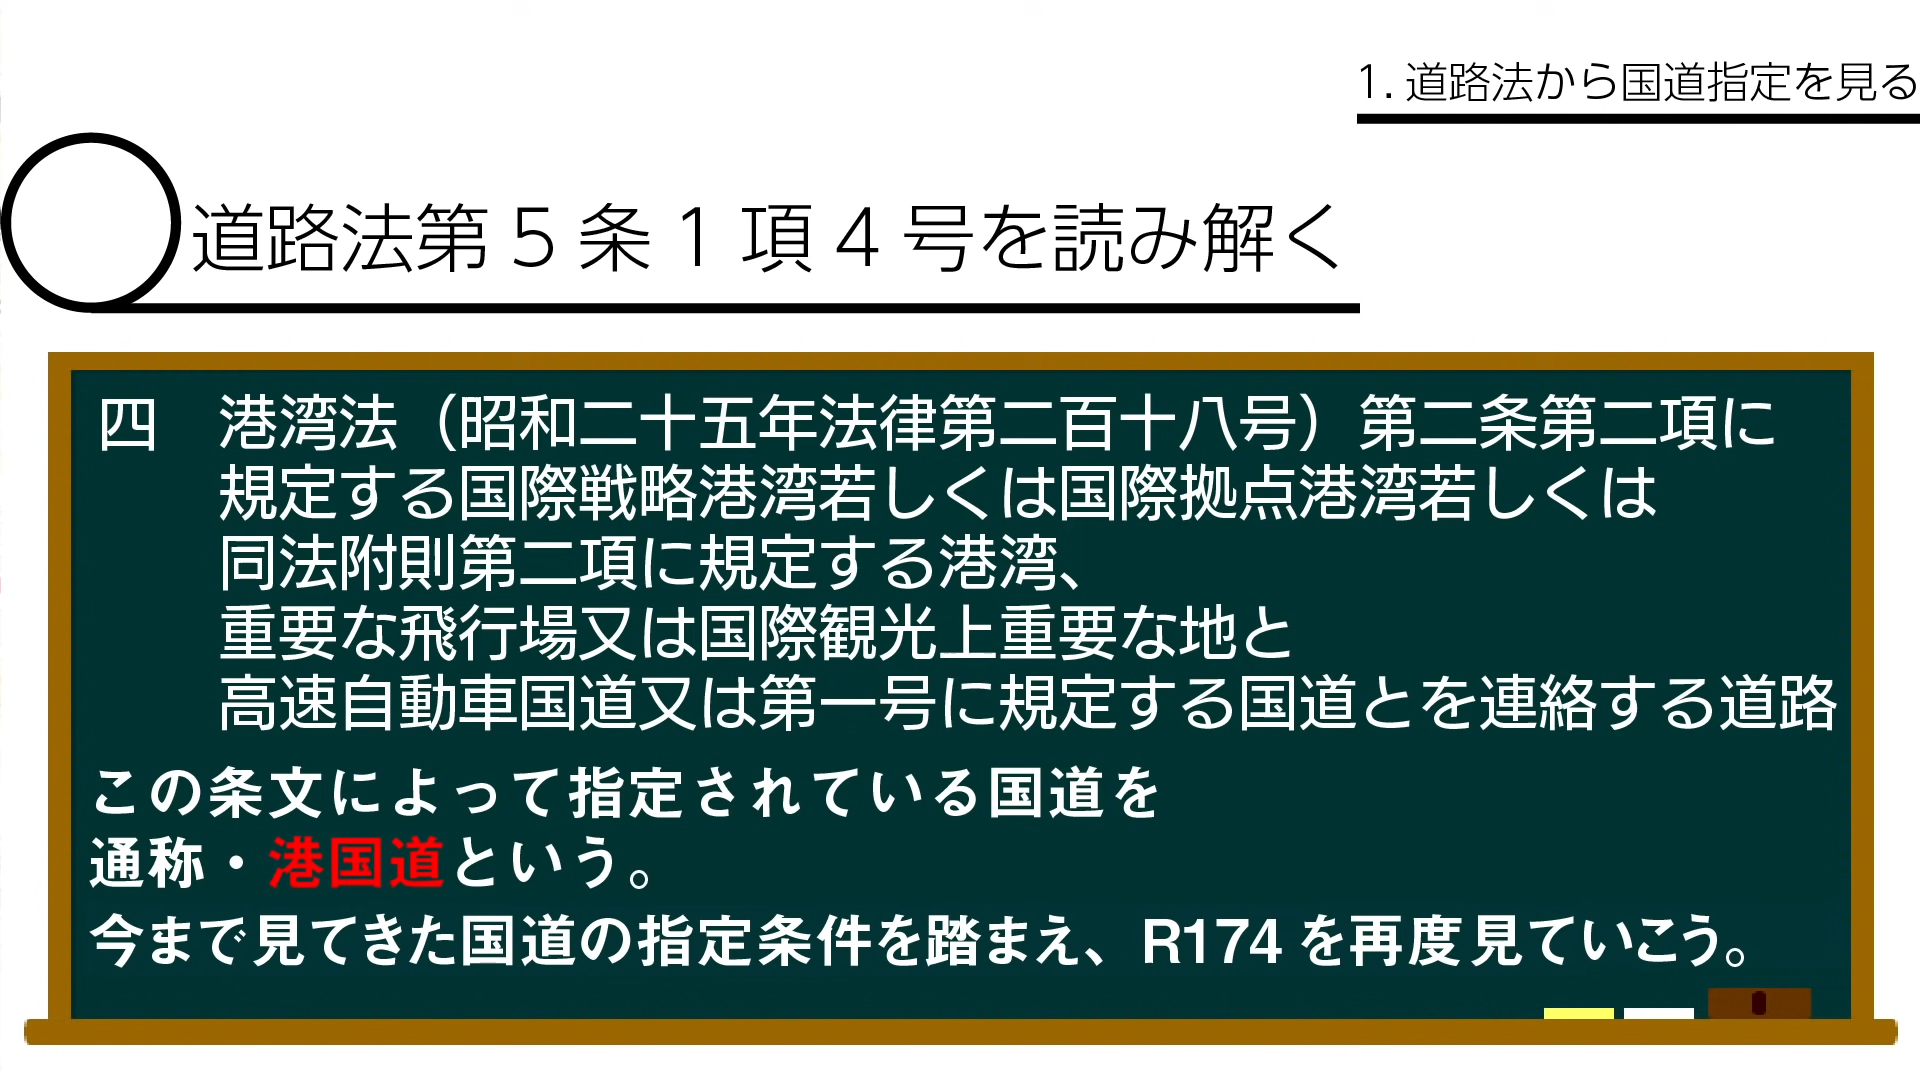 1. 道路法から国道指定を見る
道路法第5条1項4号を読み解く
四　港湾法（昭和二十五年法律第二百十八号）第二条第二項に
規定する国際戦略港湾若しくは国際拠点港湾若しくは
同法附則第二項に規定する港湾、
重要な飛行場又は国際観光上重要な地と
高速自動車国道又は第一号に規定する国道とを連絡する道路
この条文によって指定されている国道を
通称・港国道という。
今まで見てきた国道の指定条件を踏まえ、R174を再度見ていこう。